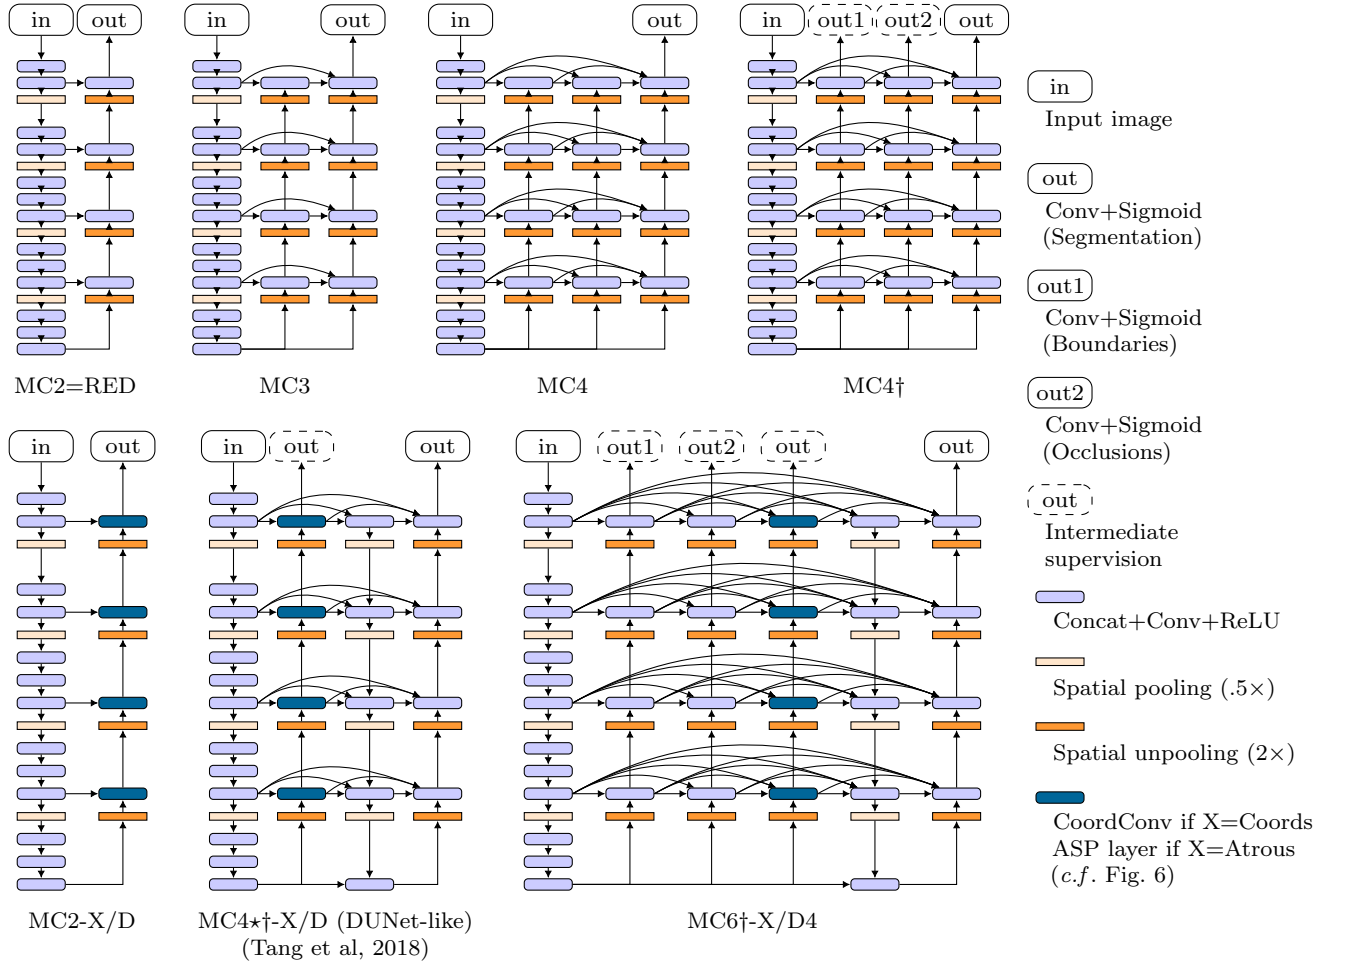 in out
in out
in out
in out1 out2 out
MC2=RED
MC3
MC4
MC4†
in out
in out out
in out1 out2 out out
MC2-X/D
MC4⋆†-X/D (DUNet-like)
(Tang et al, 2018)
MC6†-X/D4
in
Input image
out
Conv+Sigmoid
(Segmentation)
out1
Conv+Sigmoid
(Boundaries)
out2
Conv+Sigmoid
(Occlusions)
out
Intermediate
supervision
Concat+Conv+ReLU
Spatial pooling (.5×)
Spatial unpooling (2×)
CoordConv if X=Coords
ASP layer if X=Atrous
(c.f. Fig. 6)